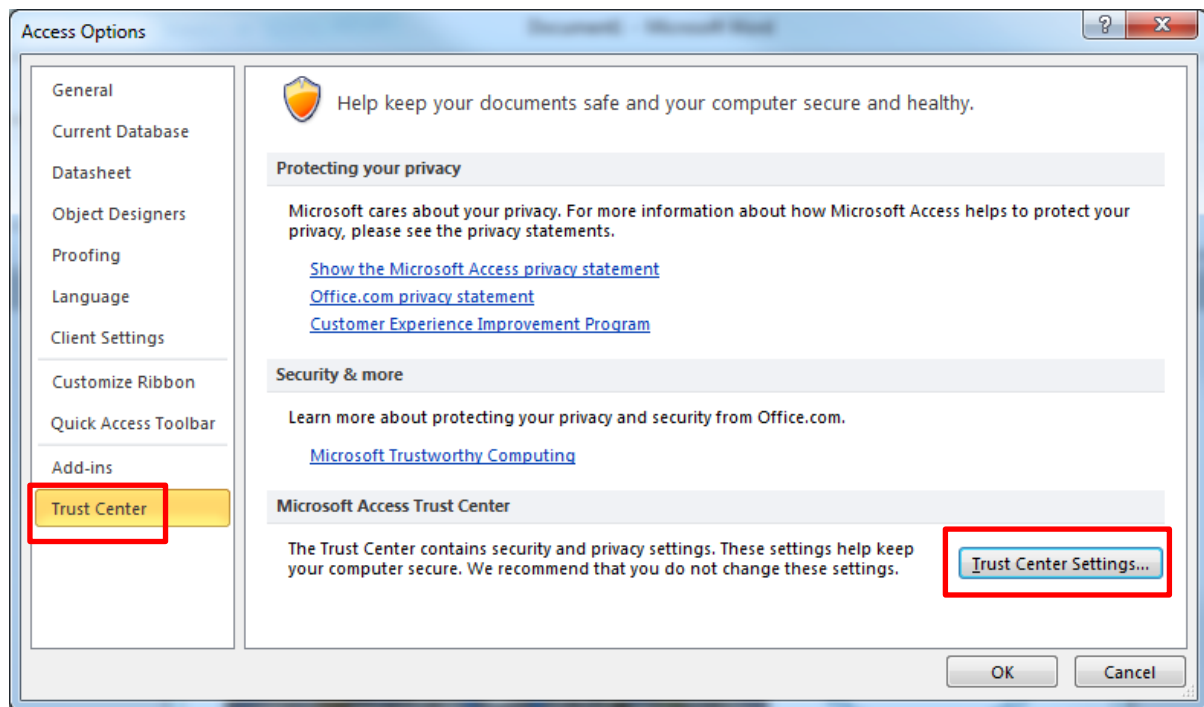 Access Options
Document1 - Microsoft Word
?
General
Current Database
Datasheet
Object Designers
Proofing
Language
Client Settings
Customize Ribbon
Quick Access Toolbar
Add-ins
Trust Center
Help keep your documents safe and your computer secure and healthy.
Protecting your privacy
Microsoft cares about your privacy. For more information about how Microsoft Access helps to protect your
privacy, please see the privacy statements.
Show the Microsoft Access privacy statement
Office.com privacy statement
Customer Experience Improvement Program
Security & more
Learn more about protecting your privacy and security from Office.com.
Microsoft Trustworthy Computing
Microsoft Access Trust Center
The Trust Center contains security and privacy settings. These settings help keep
your computer secure. We recommend that you do not change these settings.
Trust Center Settings...
OK
Cancel